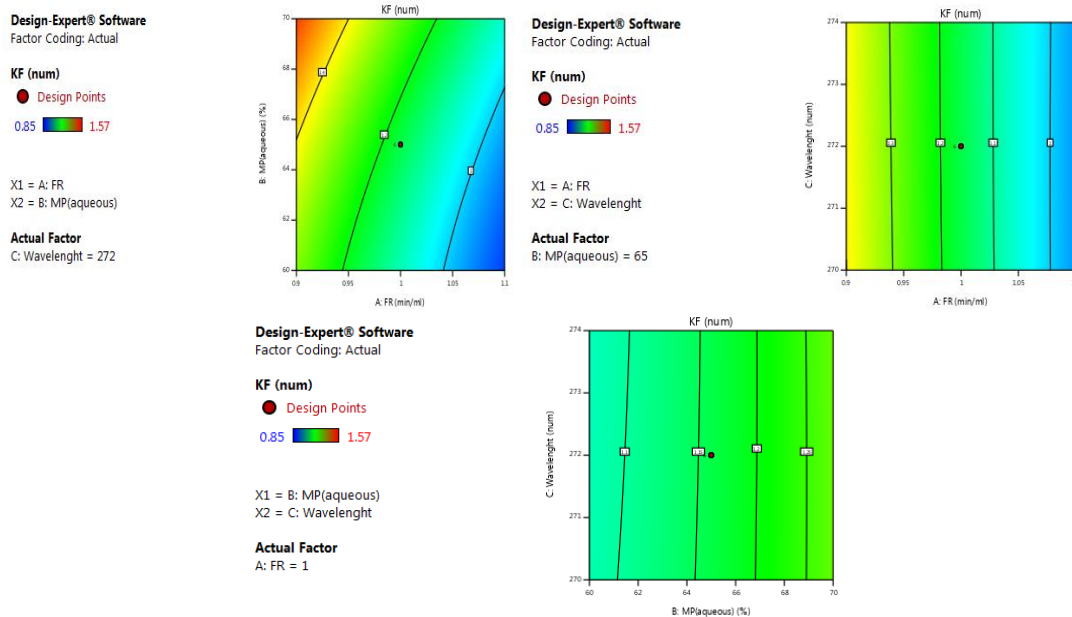 Design-Expert® Software
Factor Coding: Actual
KF (num)
Design Points
0.85 1.57
X1 = A: FR
X2 = B: MP(aqueous)
Actual Factor
C: Wavelenght = 272
KF (num)
B: MP(aqueous) (%)
70
68
66
64
62
60
0.9 0.95 1 1.05 1.1
A: FR (min/ml)
Design-Expert® Software
Factor Coding: Actual
KF (num)
Design Points
0.85 1.57
X1 = A: FR
X2 = C: Wavelenght
Actual Factor
B: MP(aqueous) = 65
KF (num)
C: Wavelenght (num)
274
273
272
271
270
0.9 0.95 1 1.05
A: FR (min/ml)
Design-Expert® Software
Factor Coding: Actual
KF (num)
Design Points
0.85 1.57
X1 = B: MP(aqueous)
X2 = C: Wavelenght
Actual Factor
A: FR = 1
KF (num)
C: Wavelenght (num)
274
273
272
271
270
60 62 64 66 68 70
B: MP(aqueous) (%)